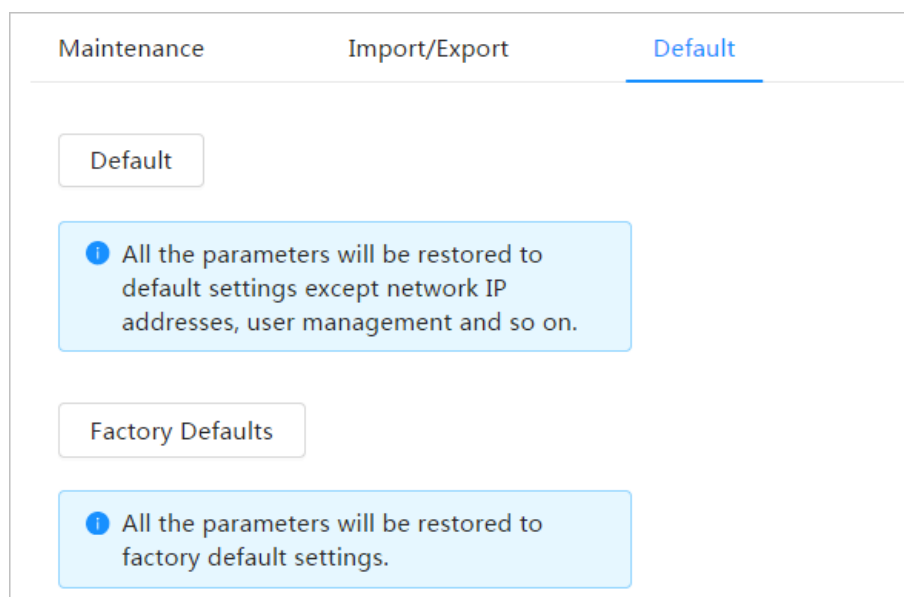 Maintenance Import/Export Default
Default
All the parameters will be restored to
default settings except network IP
addresses, user management and so on.
Factory Defaults
All the parameters will be restored to
factory default settings.